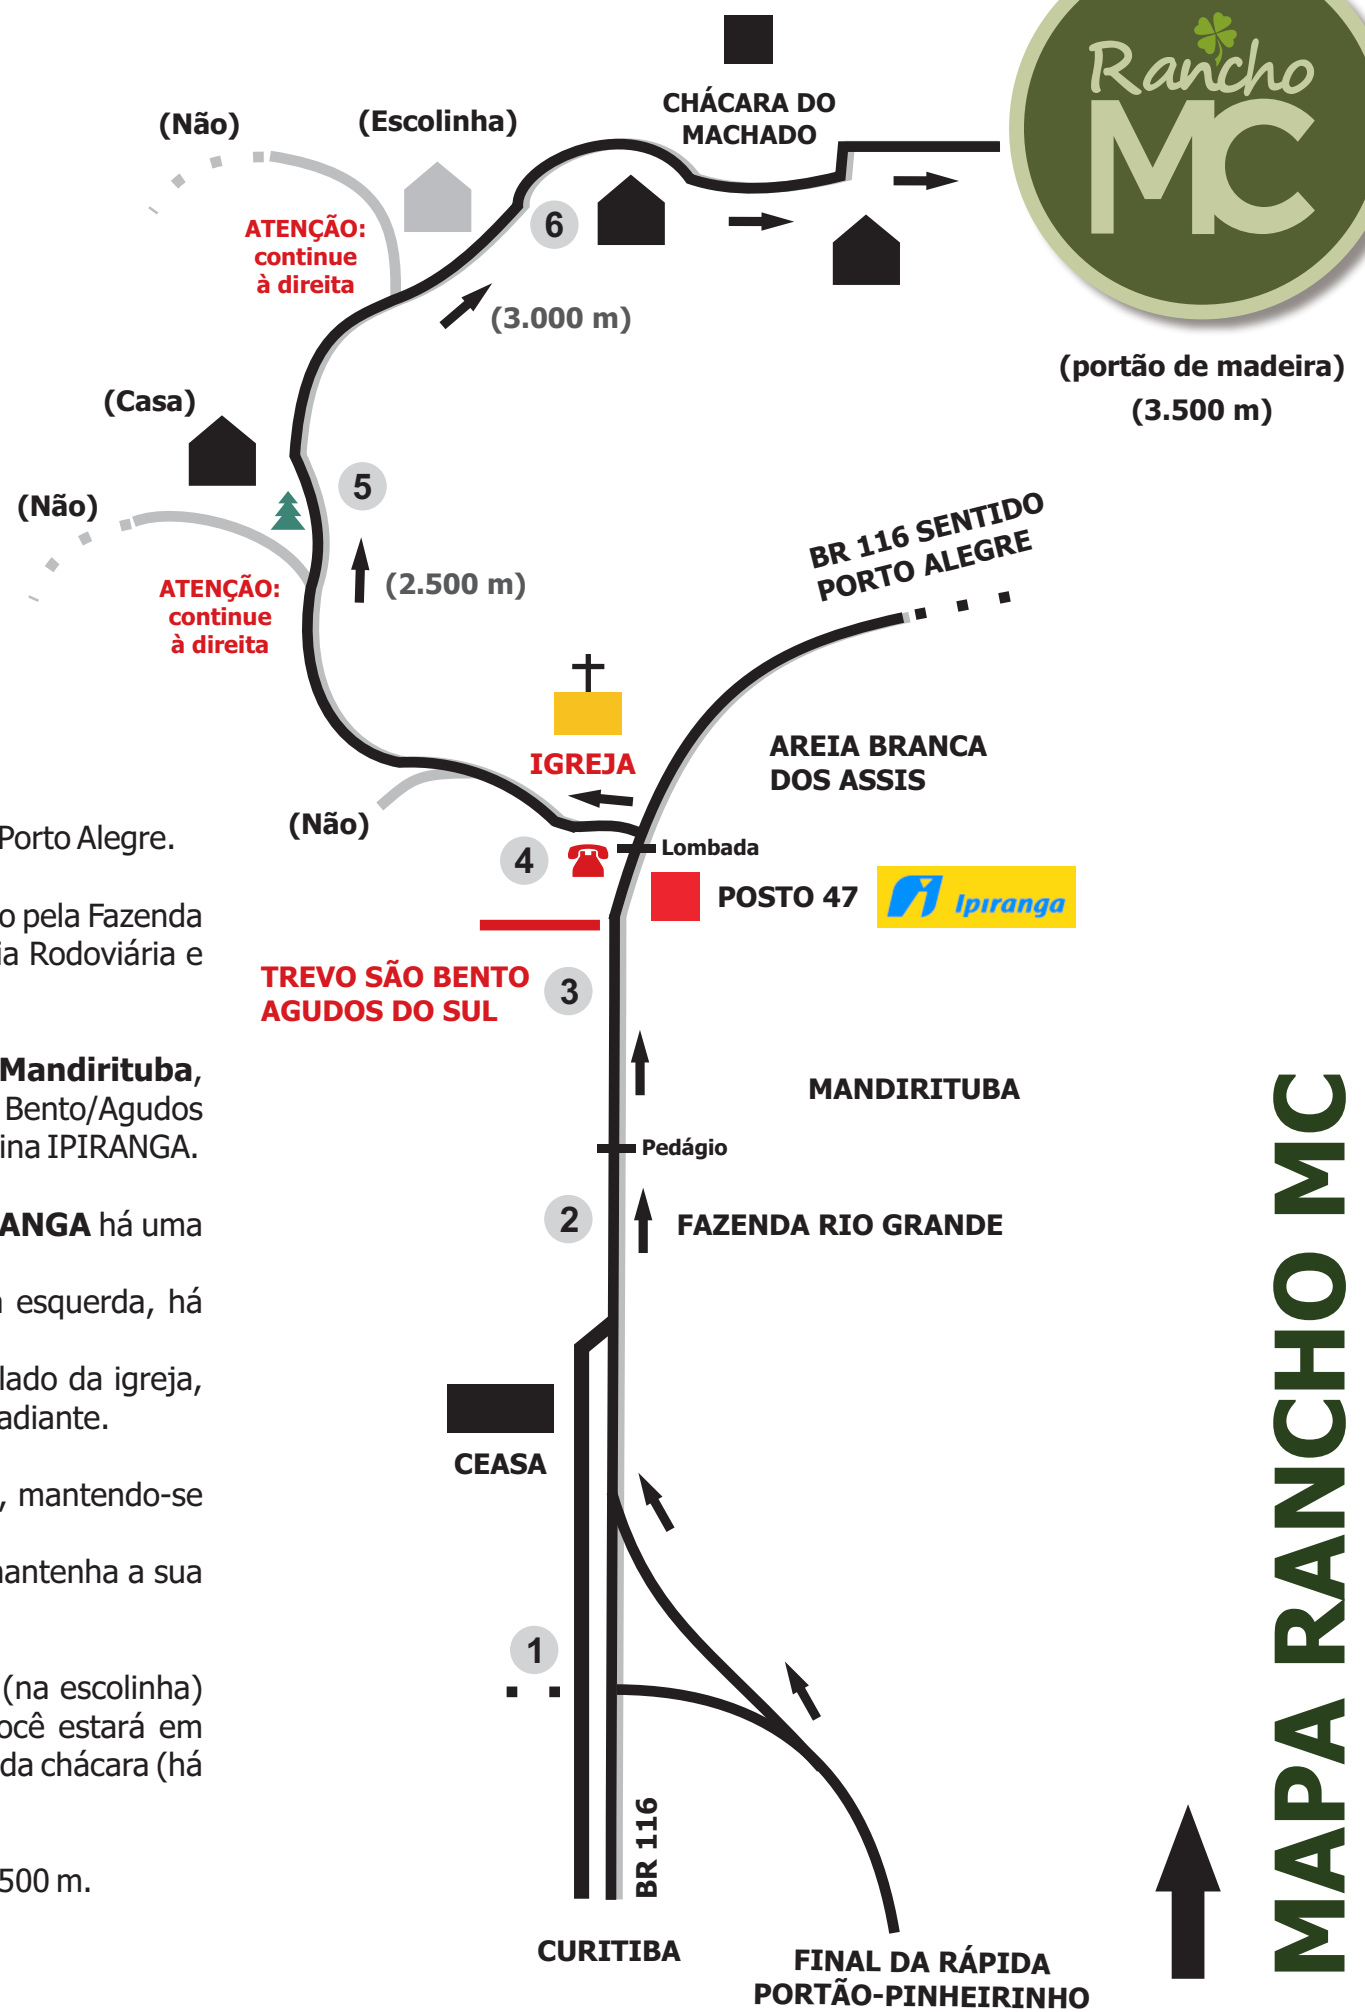 Rancho
MC
(portão de madeira)
(3.500 m)
CHÁCARA DO
MACHADO
(Escolinha)
(Não)
ATENÇÃO:
continue
à direita
6
(3.000 m)
(Casa)
5
(Não)
ATENÇÃO:
continue
à direita
(2.500 m)
BR 116 SENTIDO
PORTO ALEGRE
IGREJA
AREIA BRANCA
DOS ASSIS
(Não)
4
Lombada
POSTO 47
Ipiranga
TREVO SÃO BENTO
AGUDOS DO SUL
3
MANDIRITUBA
Pedágio
2
FAZENDA RIO GRANDE
CEASA
1
BR 116
CURITIBA
FINAL DA RÁPIDA
PORTÃO-PINHEIRINHO
MAPA RANCHO MC
Porto Alegre.
o pela Fazenda
ia Rodoviária e
Mandirituba,
Bento/Agudos
ina IPIRANGA.
ANGA há uma
esquerda, há
lado da igreja,
adiante.
, mantendo-se
mantenha a sua
(na escolinha)
ocê estará em
da chácara (há
500 m.